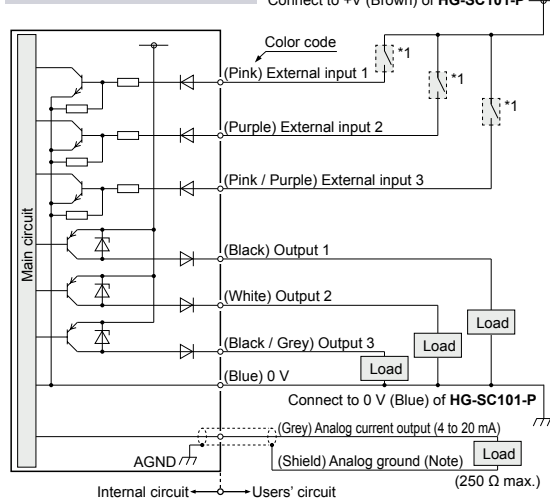 Connect to +V (Brown) of HG-SC101-P
Color code
*1
(Pink) External input 1
*1
(Purple) External input 2
*1
(Pink / Purple) External input 3
Main circuit
(Black) Output 1
(White) Output 2
Load
(Black / Grey) Output 3
Load
Load
(Blue) 0 V
Connect to 0 V (Blue) of HG-SC101-P
(Grey) Analog current output (4 to 20 mA)
Load
AGND
(Shield) Analog ground (Note)
(250 Ω max.)
Internal circuit
Users' circuit